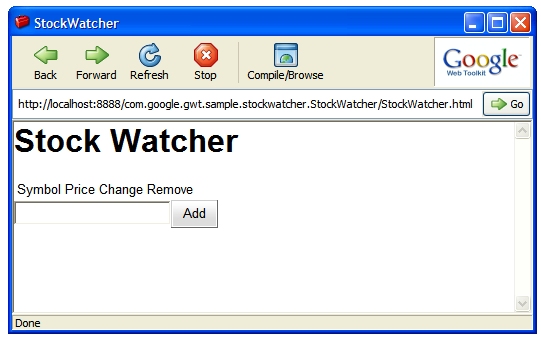 StockWatcher
Back Forward Refresh Stop Compile/Browse
Google
Web Toolkit
http://localhost:8888/com.google.gwt.sample.stockwatcher.StockWatcher/StockWatcher.html Go
Stock Watcher
Symbol Price Change Remove
Add
Done